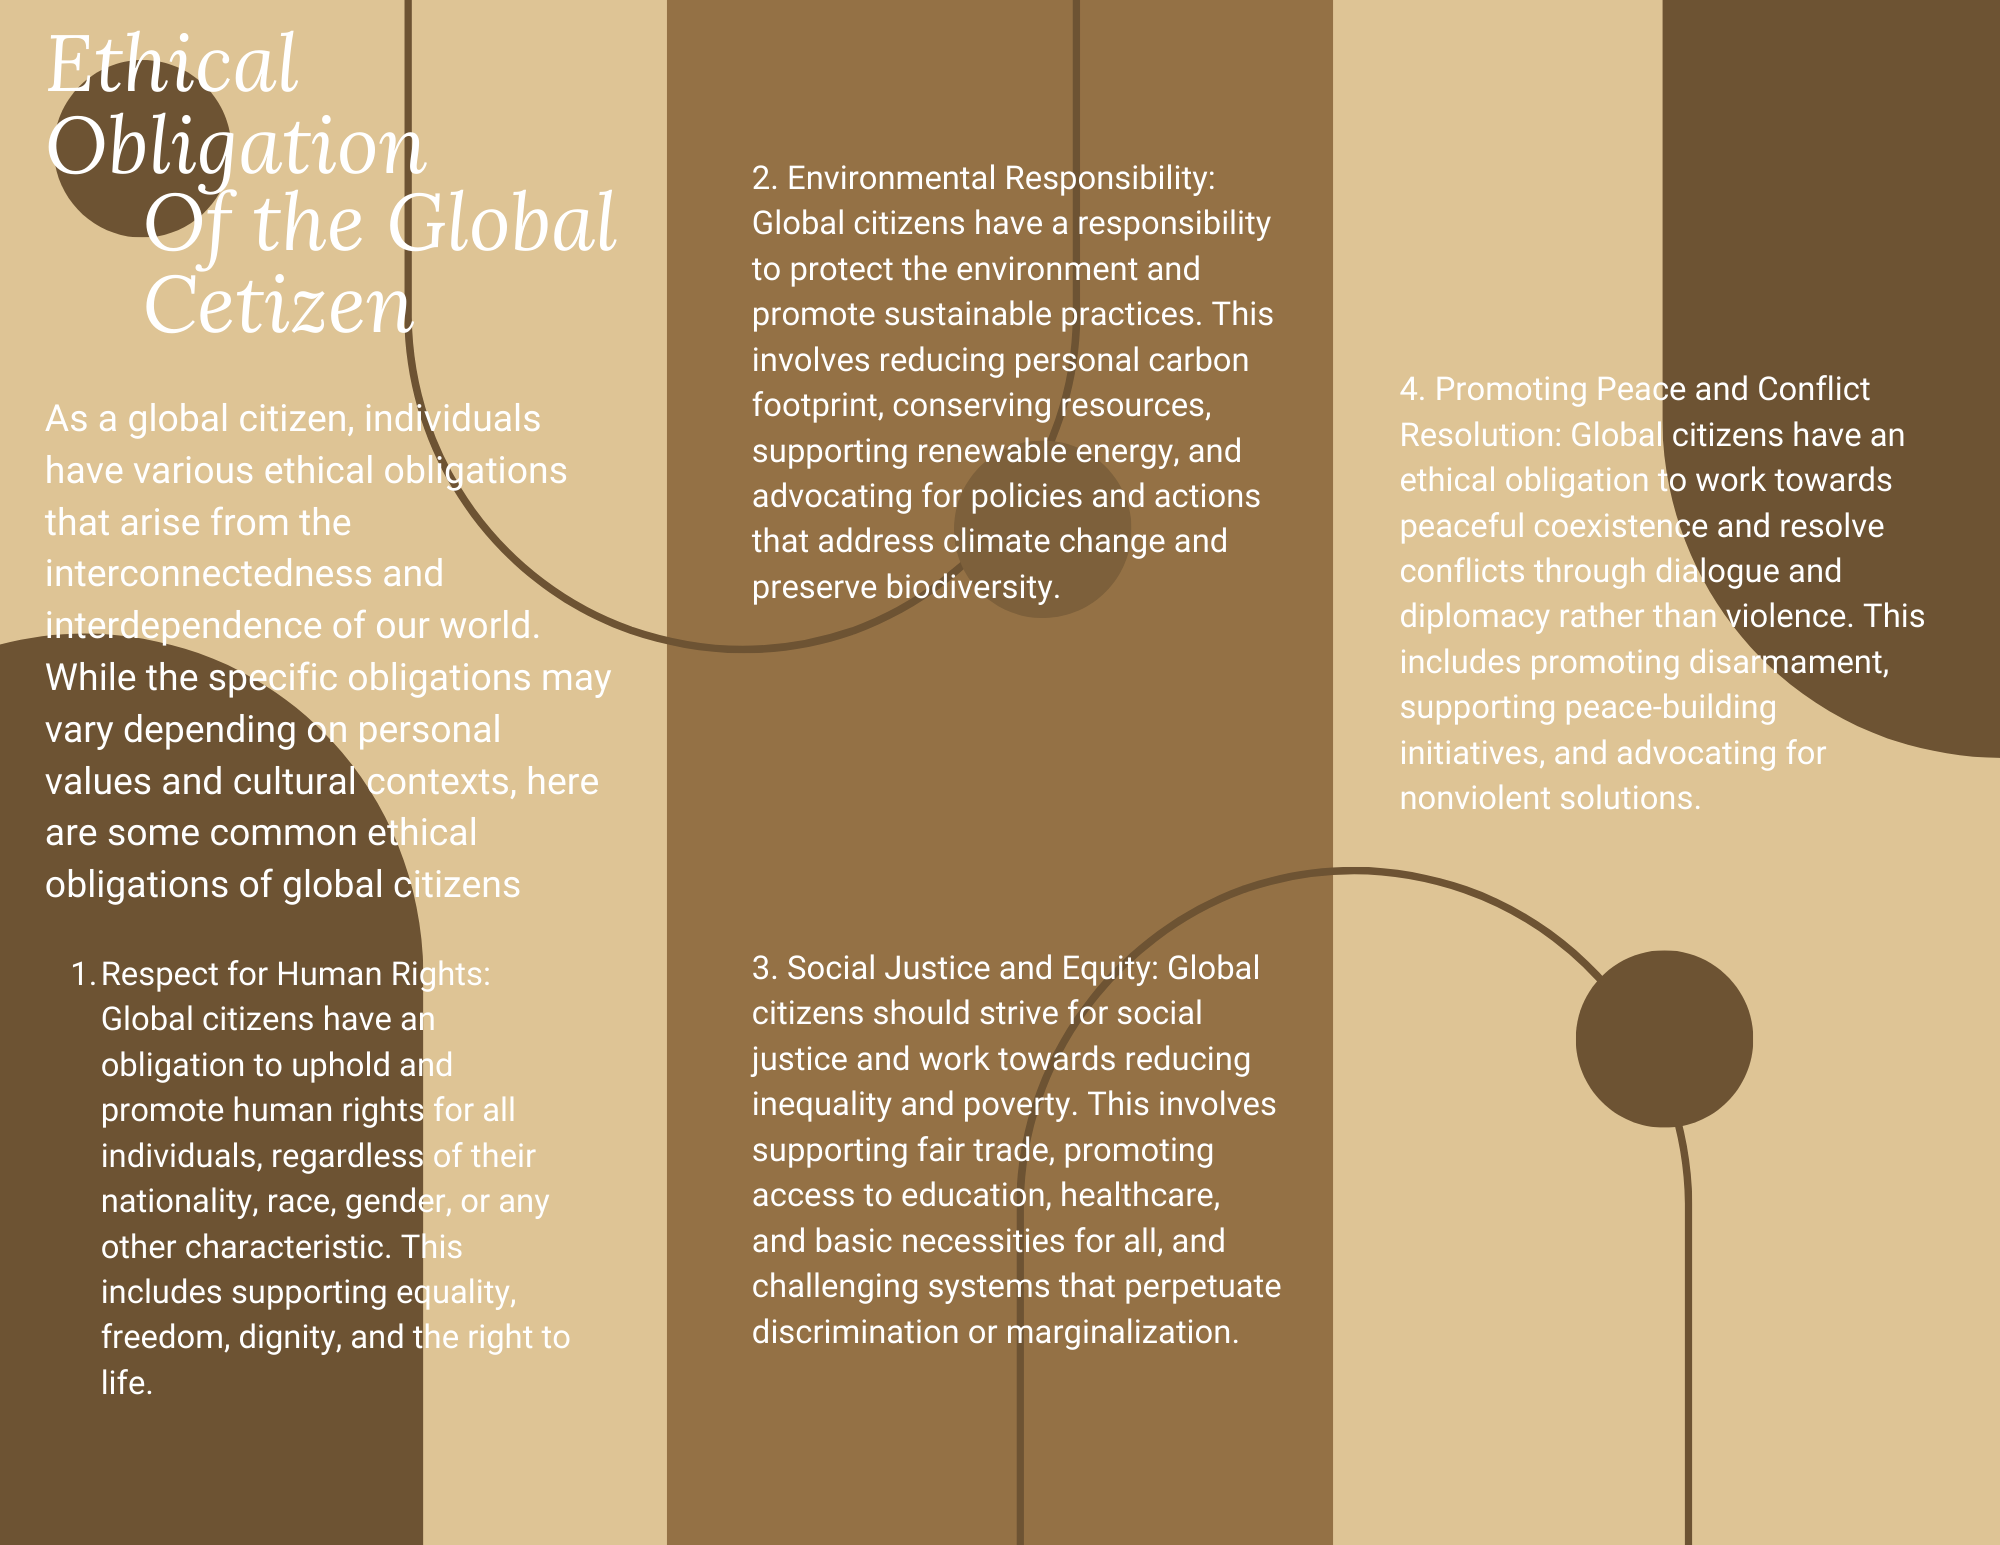 Ethical
Obligation
Of the Global
Cetizen
As a global citizen, individuals
have various ethical obligations
that arise from the
interconnectedness and
interdependence of our world.
While the specific obligations may
vary depending on personal
values and cultural contexts, here
are some common ethical
obligations of global citizens
1. Respect for Human Rights:
Global citizens have an
obligation to uphold and
promote human rights for all
individuals, regardless of their
nationality, race, gender, or any
other characteristic. This
includes supporting equality,
freedom, dignity, and the right to
life.
2. Environmental Responsibility:
Global citizens have a responsibility
to protect the environment and
promote sustainable practices. This
involves reducing personal carbon
footprint, conserving resources,
supporting renewable energy, and
advocating for policies and actions
that address climate change and
preserve biodiversity.
3. Social Justice and Equity: Global
citizens should strive for social
justice and work towards reducing
inequality and poverty. This involves
supporting fair trade, promoting
access to education, healthcare,
and basic necessities for all, and
challenging systems that perpetuate
discrimination or marginalization.
4. Promoting Peace and Conflict
Resolution: Global citizens have an
ethical obligation to work towards
peaceful coexistence and resolve
conflicts through dialogue and
diplomacy rather than violence. This
includes promoting disarmament,
supporting peace-building
initiatives, and advocating for
nonviolent solutions.